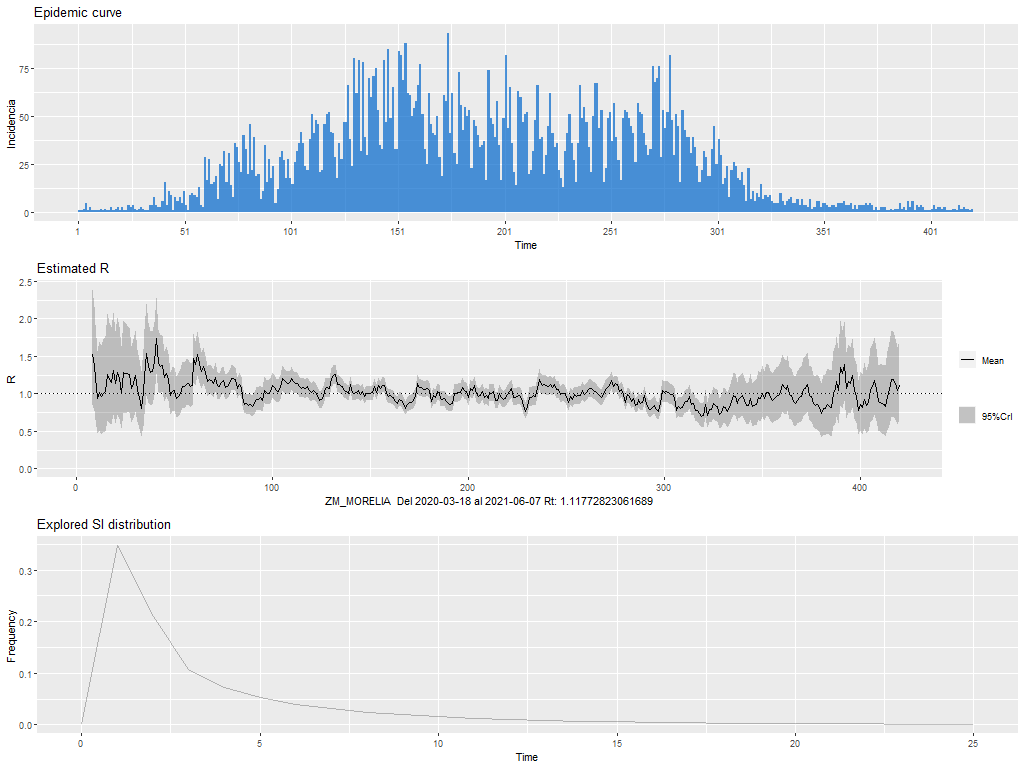 Epidemic curve
75
50
25
0
Incidencia
1 51 101 151 201 251 301 351 401
Time
Estimated R
2.5
2.0
1.5
1.0
0.5
0.0
R
0 100 200 300 400
ZM_MORELIA Del 2020-03-18 al 2021-06-07 Rt: 1.11772823061689
Mean
95%CrI
Explored SI distribution
0.3
0.2
0.1
0.0
Frequency
0 5 10 15 20 25
Time